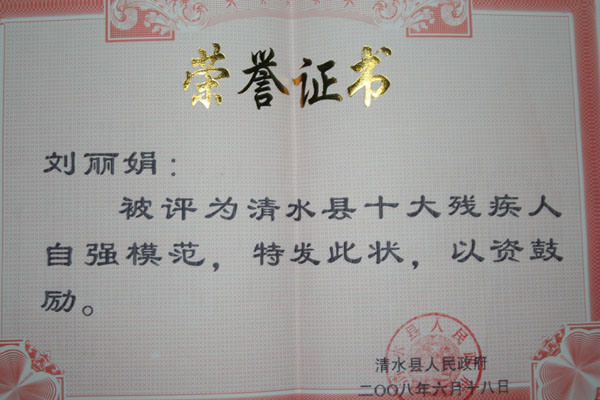 荣誉证书
刘丽娟：
被评为清水县十大残疾人
自强模范，特发此状，以资鼓
励。
清水县人民政府
二〇〇八年六月十八日